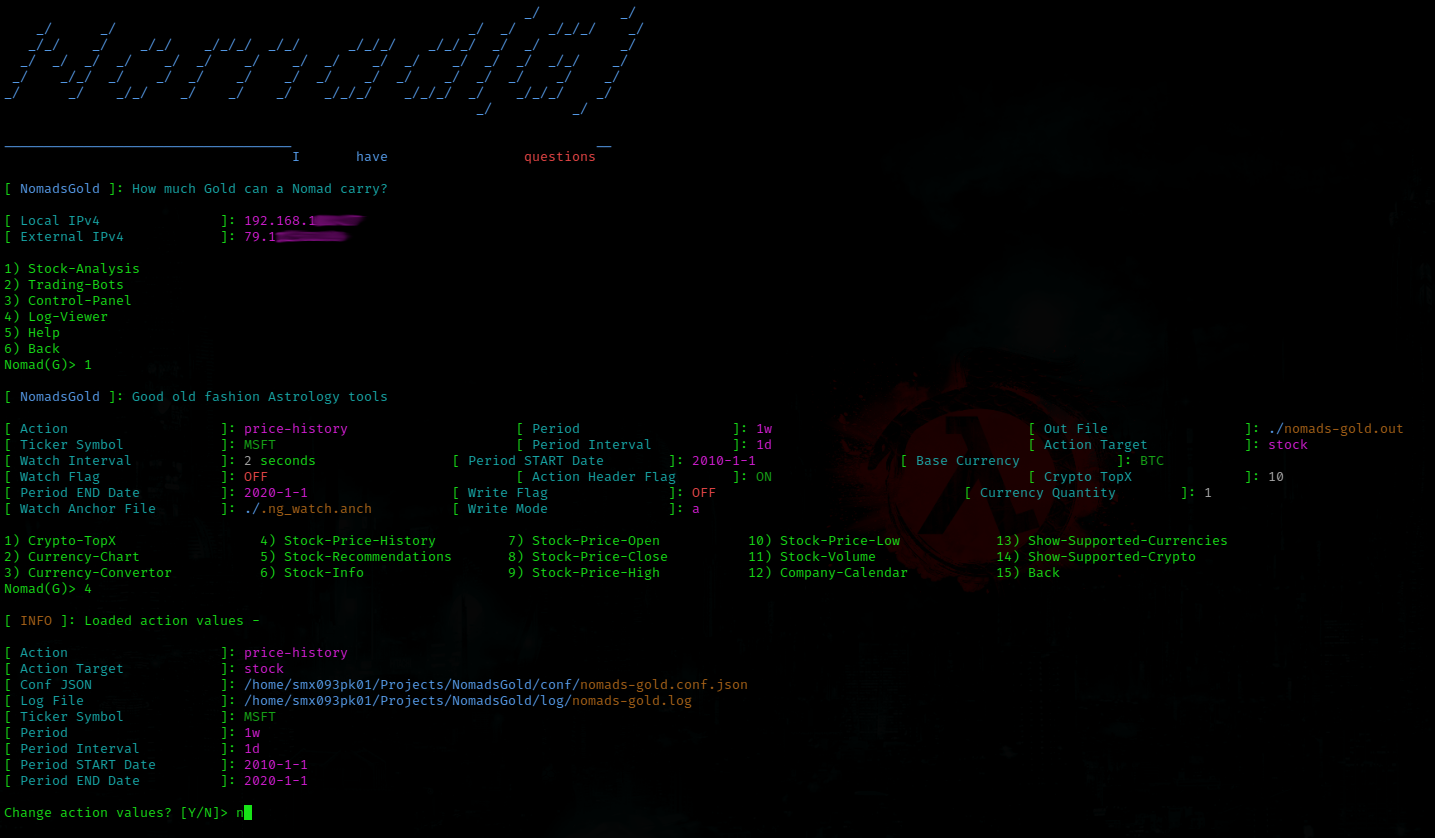 I have questions
[ NomadsGold ]: How much Gold can a Nomad carry?
[ Local IPv4 ]: 192.168.1
[ External IPv4 ]: 79.1
1) Stock-Analysis
2) Trading-Bots
3) Control-Panel
4) Log-Viewer
5) Help
6) Back
Nomad(G)> 1
[ NomadsGold ]: Good old fashion Astrology tools
[ Action ]: price-history [ Period ]: 1w [ Out File ]: ./nomads-gold.out
[ Ticker Symbol ]: MSFT [ Period Interval ]: 1d [ Action Target ]: stock
[ Watch Interval ]: 2 seconds [ Period START Date ]: 2010-1-1 [ Base Currency ]: BTC
[ Watch Flag ]: OFF [ Action Header Flag ]: ON [ Crypto TopX ]: 10
[ Period END Date ]: 2020-1-1 [ Write Flag ]: OFF [ Currency Quantity ]: 1
[ Watch Anchor File ]: ./.ng_watch.anch [ Write Mode ]: a
1) Crypto-TopX 4) Stock-Price-History 7) Stock-Price-Open 10) Stock-Price-Low 13) Show-Supported-Currencies
2) Currency-Chart 5) Stock-Recommendations 8) Stock-Price-Close 11) Stock-Volume 14) Show-Supported-Crypto
3) Currency-Convertor 6) Stock-Info 9) Stock-Price-High 12) Company-Calendar 15) Back
Nomad(G)> 4
[ INFO ]: Loaded action values -
[ Action ]: price-history
[ Action Target ]: stock
[ Conf JSON ]: /home/smx093pk01/Projects/NomadsGold/conf/nomads-gold.conf.json
[ Log File ]: /home/smx093pk01/Projects/NomadsGold/log/nomads-gold.log
[ Ticker Symbol ]: MSFT
[ Period ]: 1w
[ Period Interval ]: 1d
[ Period START Date ]: 2010-1-1
[ Period END Date ]: 2020-1-1
Change action values? [Y/N]> n